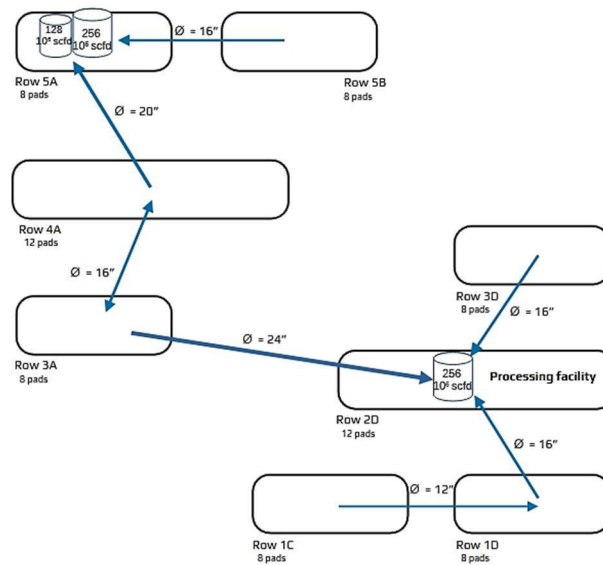 128
10⁶ scfd
256
10⁶ scfd
Ø = 16”
Row 5A
8 pads
Row 5B
8 pads
Ø = 20”
Row 4A
12 pads
Ø = 16”
Row 3D
8 pads
Ø = 16”
Row 3A
8 pads
Ø = 24”
256
10⁶ scfd
Processing facility
Row 2D
12 pads
Ø = 16”
Ø = 12”
Row 1C
8 pads
Row 1D
8 pads